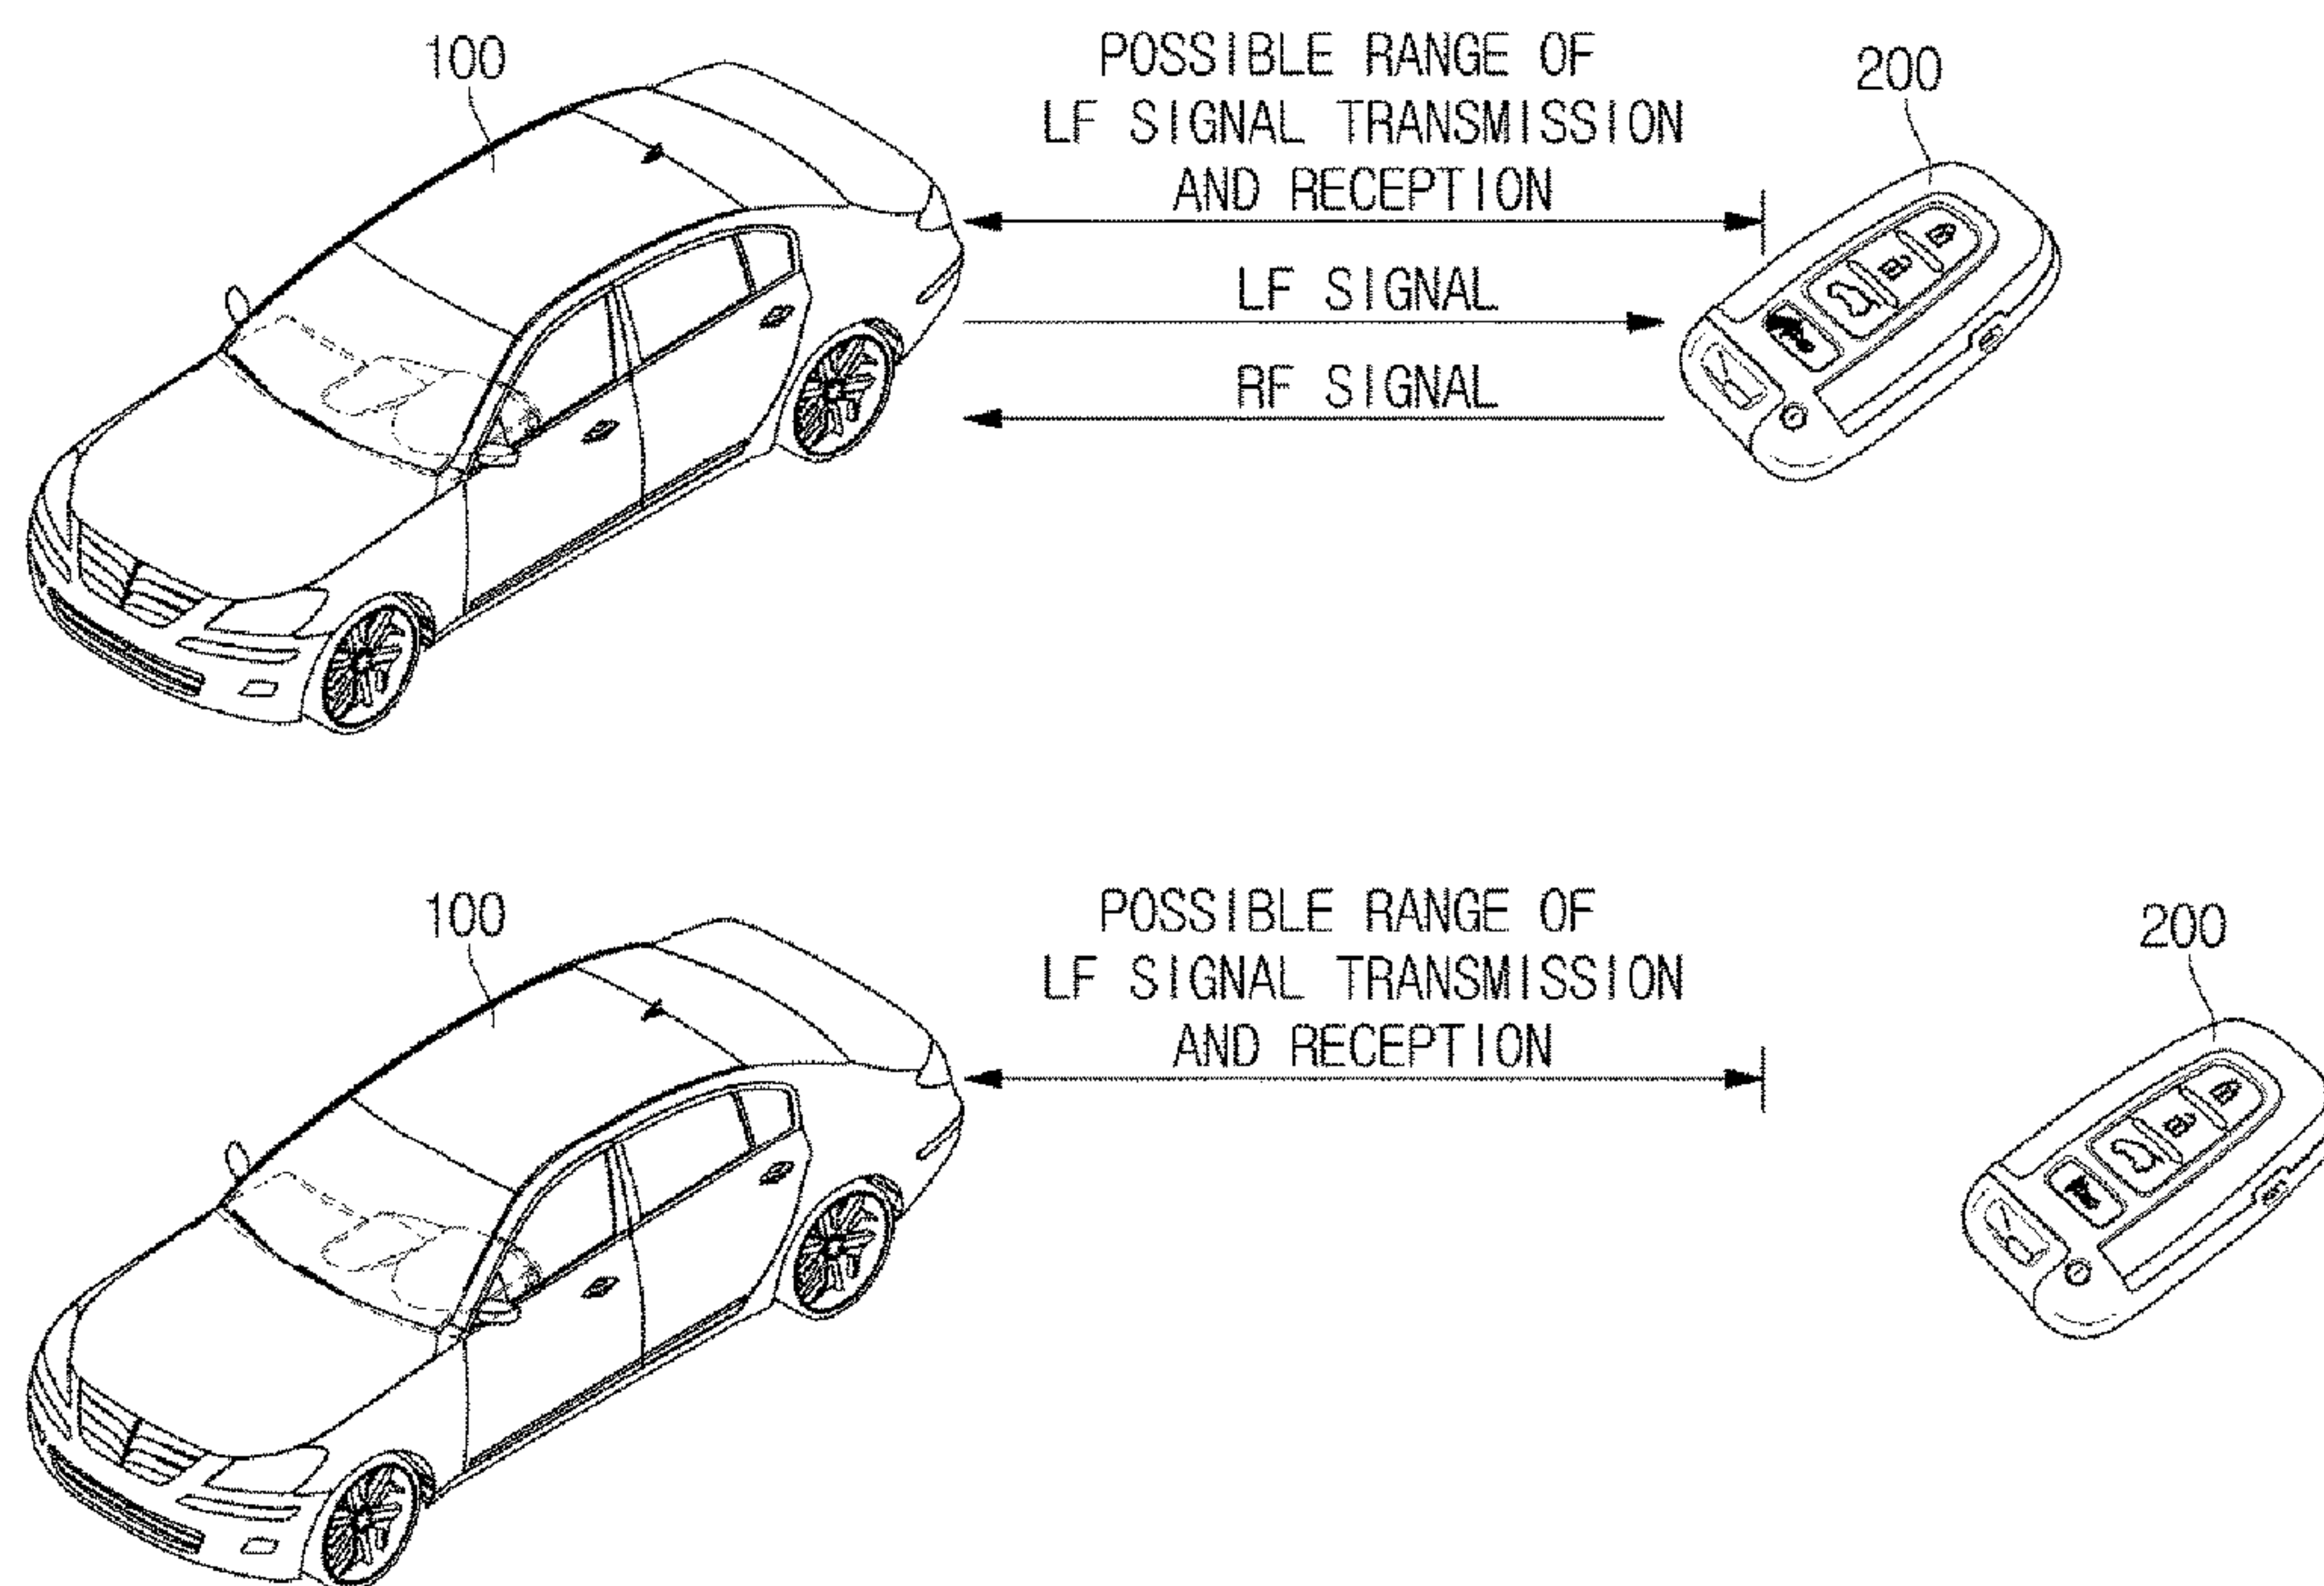 100
POSSIBLE RANGE OF
LF SIGNAL TRANSMISSION
AND RECEPTION
200
LF SIGNAL
RF SIGNAL
100
POSSIBLE RANGE OF
LF SIGNAL TRANSMISSION
AND RECEPTION
200